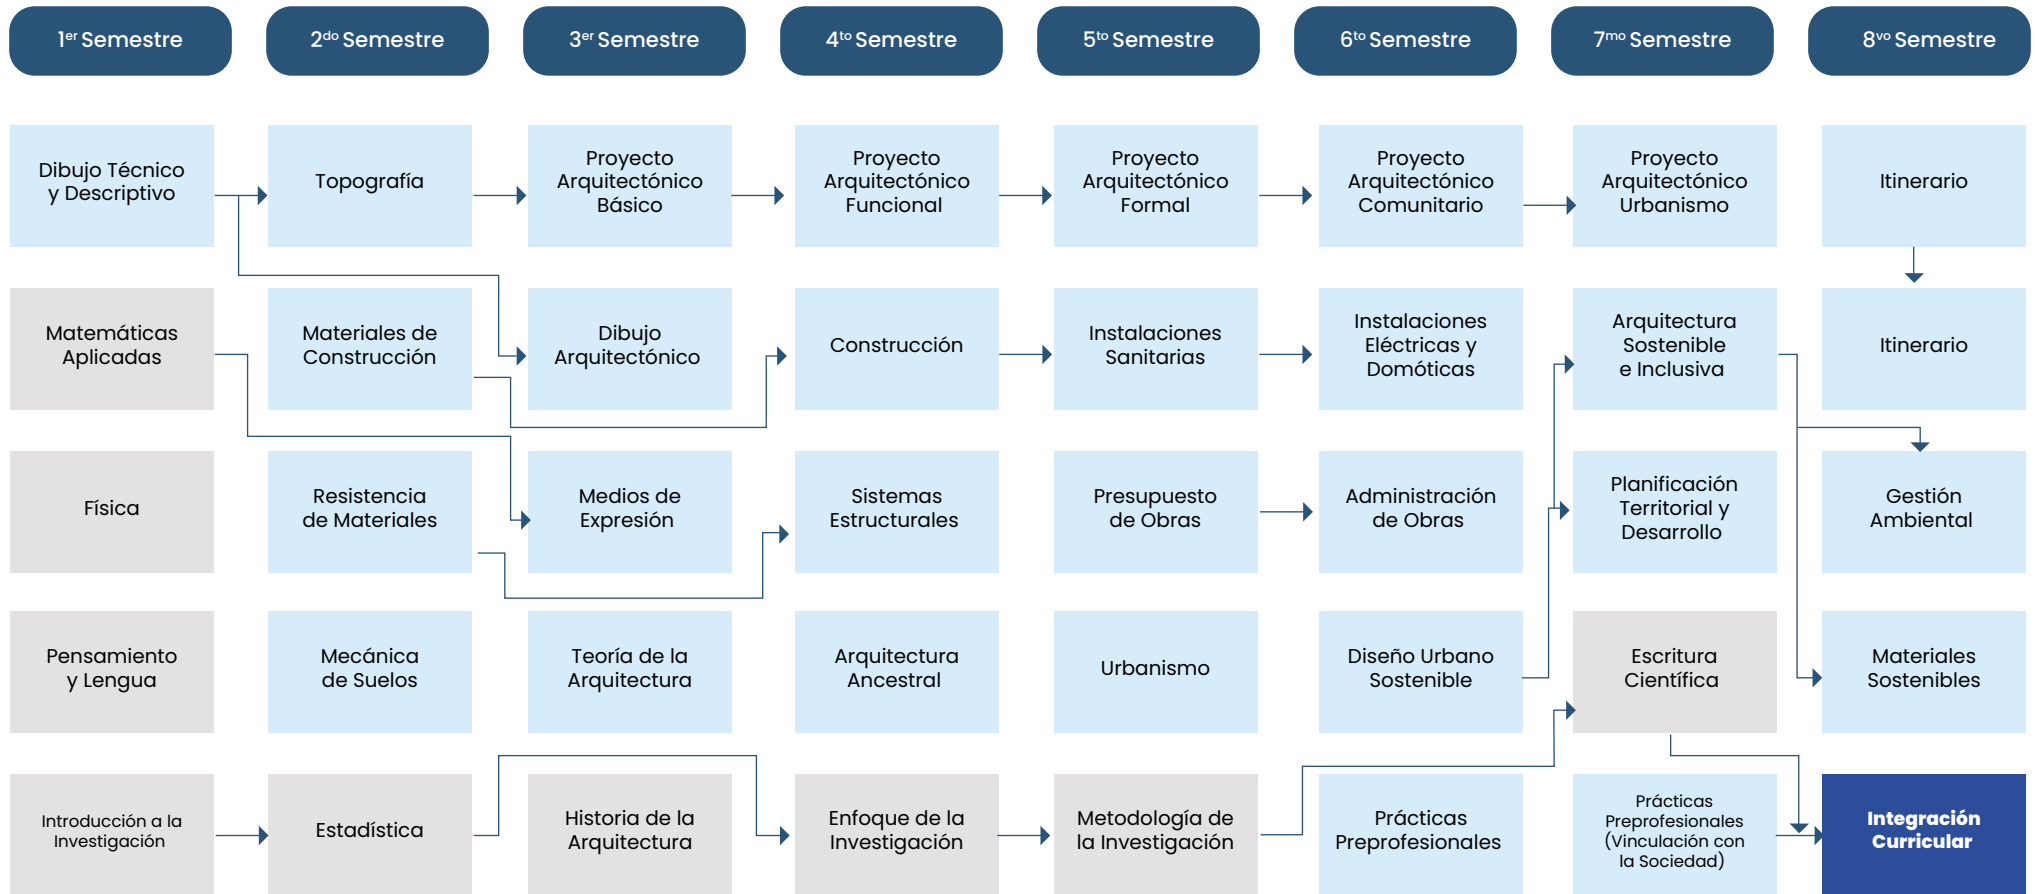 1er Semestre
2do Semestre
3er Semestre
4to Semestre
5to Semestre
6to Semestre
7mo Semestre
8vo Semestre
Dibujo Técnico
y Descriptivo
Topografía
Proyecto
Arquitectónico
Básico
Proyecto
Arquitectónico
Funcional
Proyecto
Arquitectónico
Formal
Proyecto
Arquitectónico
Comunitario
Proyecto
Arquitectónico
Urbanismo
Itinerario
Matemáticas
Aplicadas
Materiales de
Construcción
Dibujo
Arquitectónico
Construcción
Instalaciones
Sanitarias
Instalaciones
Eléctricas y
Domóticas
Arquitectura
Sostenible
e Inclusiva
Itinerario
Física
Resistencia
de Materiales
Medios de
Expresión
Sistemas
Estructurales
Presupuesto
de Obras
Administración
de Obras
Planificación
Territorial y
Desarrollo
Gestión
Ambiental
Pensamiento
y Lengua
Mecánica
de Suelos
Teoría de la
Arquitectura
Arquitectura
Ancestral
Urbanismo
Diseño Urbano
Sostenible
Escritura
Científica
Materiales
Sostenibles
Introducción a la
Investigación
Estadística
Historia de la
Arquitectura
Enfoque de la
Investigación
Metodología de
la Investigación
Prácticas
Preprofesionales
Prácticas
Preprofesionales
(Vinculación con
la Sociedad)
Integración
Curricular